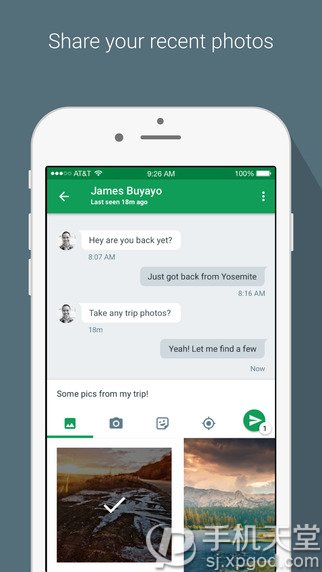 Share your recent photos
AT&T 9:26 AM 100%
James Buyayo
Last seen 18m ago
Hey are you back yet?
8:07 AM
Just got back from Yosemite
8:16 AM
Take any trip photos?
18m
Yeah! Let me find a few
Now
Some pics from my trip!
1
手机天堂
sj.xpgod.com